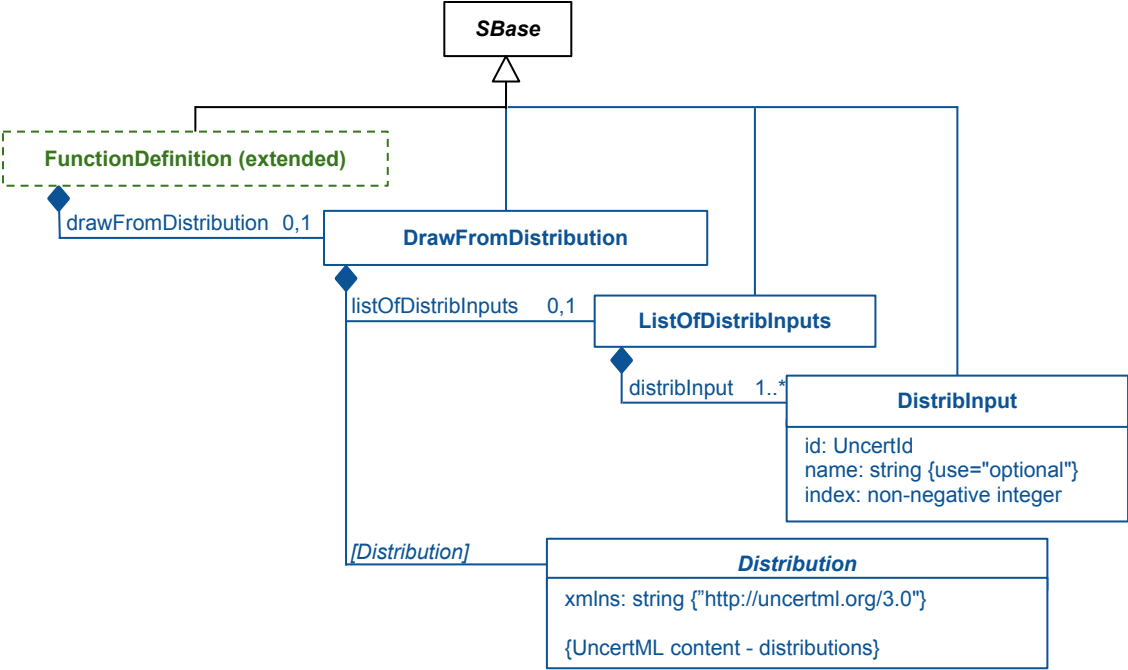 SBase
FunctionDefinition (extended)
drawFromDistribution 0,1
DrawFromDistribution
listOfDistribInputs 0,1
ListOfDistribInputs
distribInput 1..*
DistribInput
id: UncertId
name: string {use="optional"}
index: non-negative integer
[Distribution]
Distribution
xmlns: string {”http://uncertml.org/3.0"}
{UncertML content - distributions}